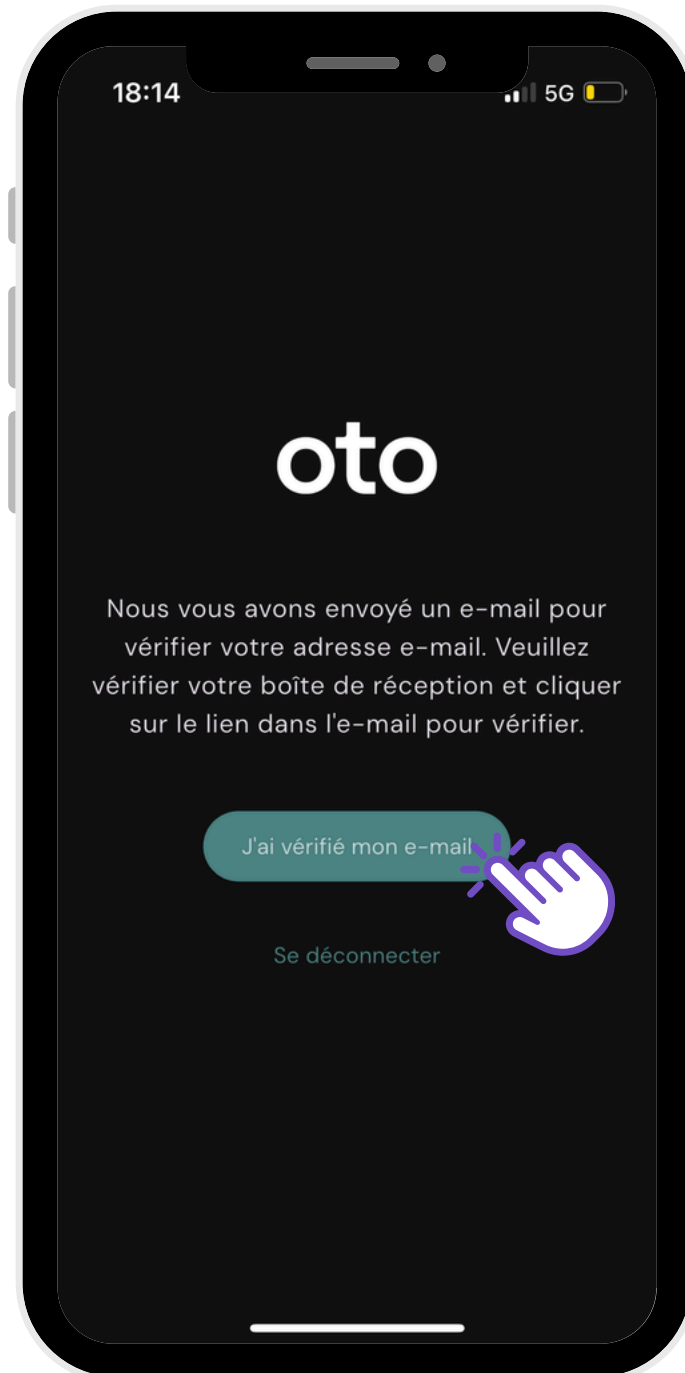 18:14
5G
oto
Nous vous avons envoyé un e-mail pour
vérifier votre adresse e-mail. Veuillez
vérifier votre boîte de réception et cliquer
sur le lien dans l'e-mail pour vérifier.
J'ai vérifié mon e-mail
Se déconnecter